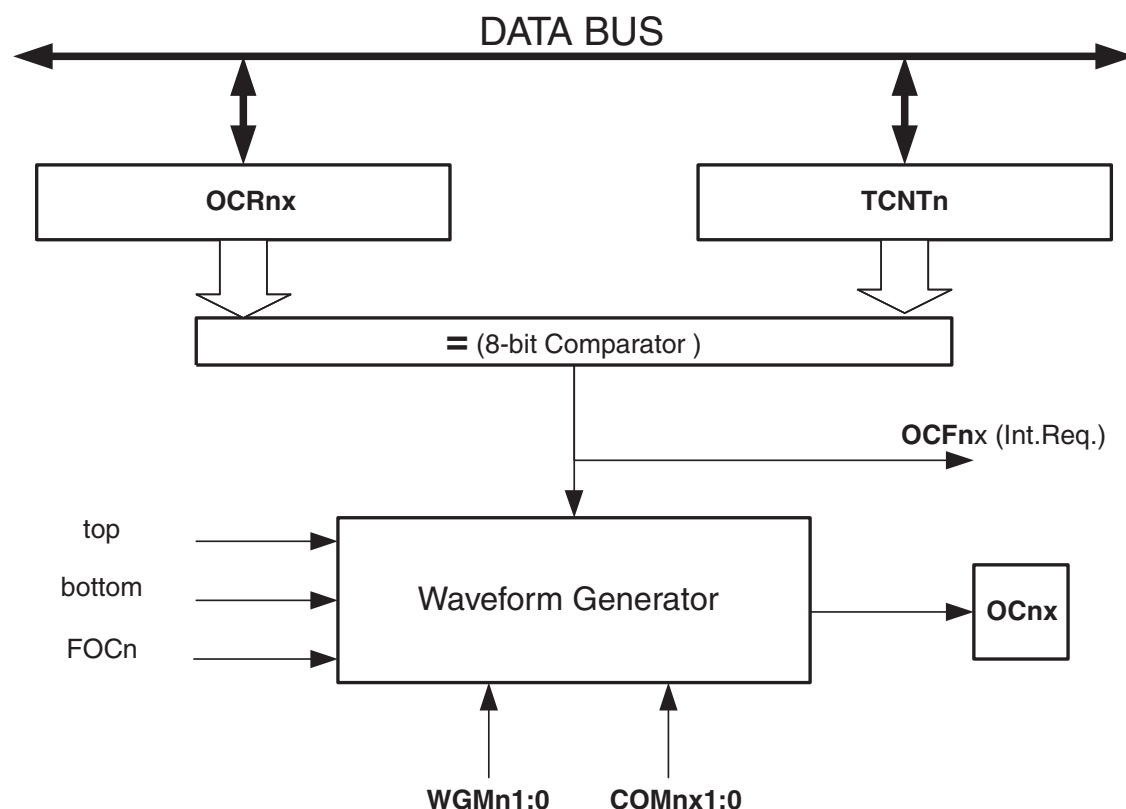 DATA BUS
OCRnx
TCNTn
= (8-bit Comparator )
OCFnx (Int.Req.)
top
bottom
FOCn
Waveform Generator
OCnx
WGMn1:0
COMnx1:0